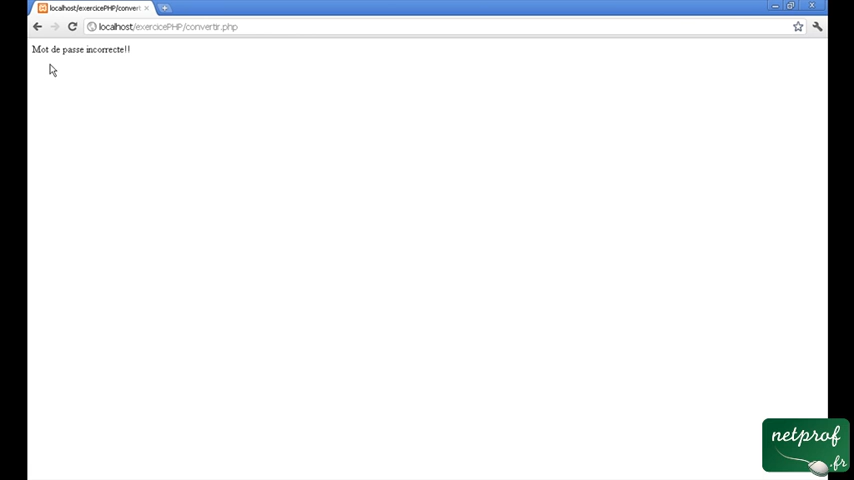 localhost/exercicePHP/convert
localhost/exercicePHP/convertir.php
Mot de passe incorrecte!!
netprof
.fr